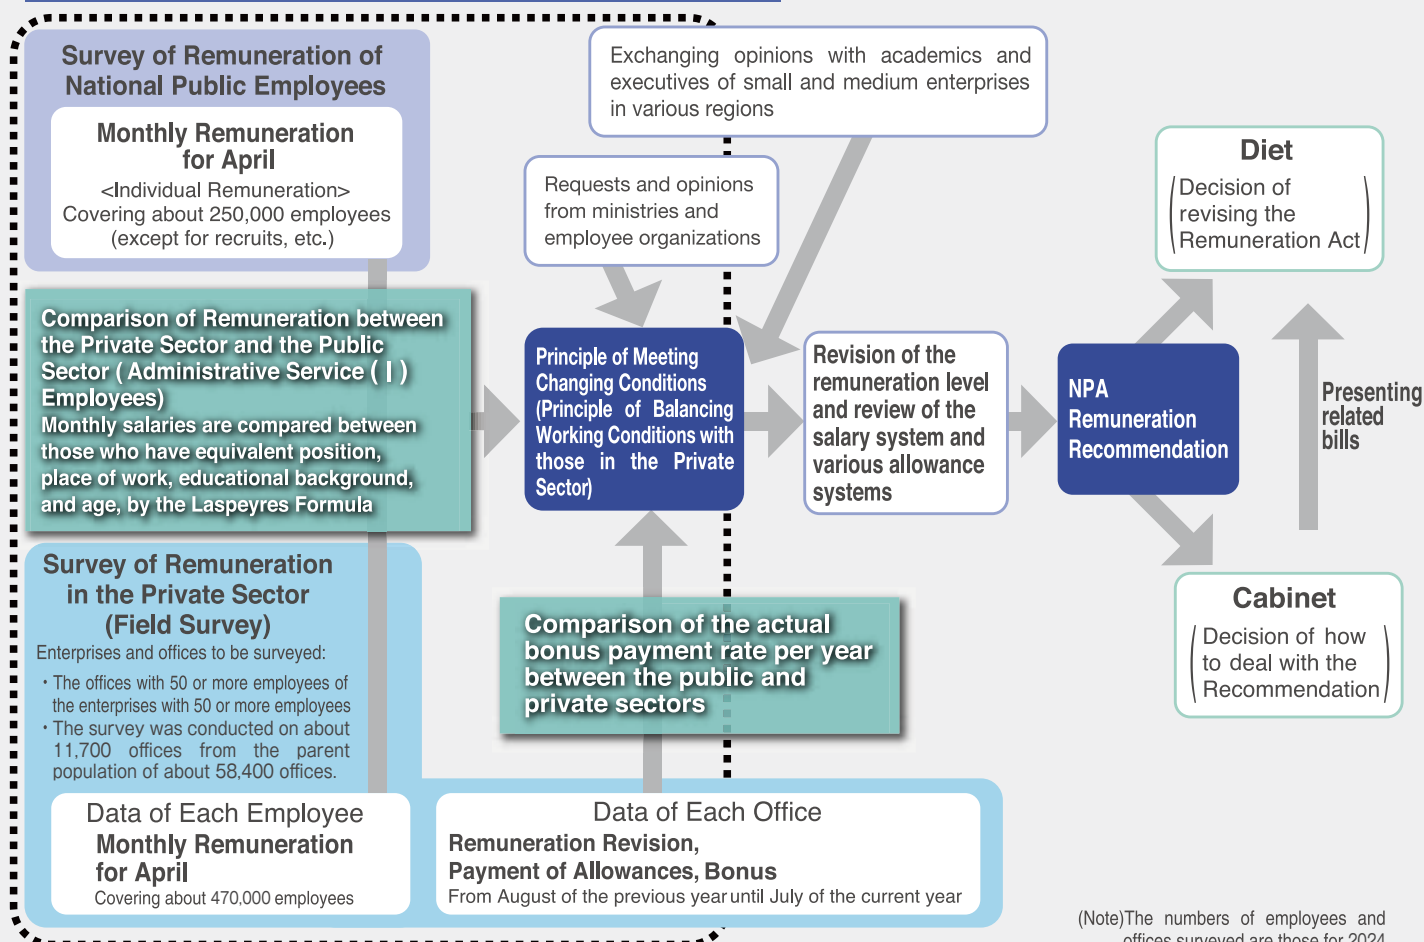 Survey of Remuneration of
National Public Employees
Monthly Remuneration
for April
<Individual Remuneration>
Covering about 250,000 employees
(except for recruits, etc.)
Exchanging opinions with academics and
executives of small and medium enterprises
in various regions
Requests and opinions
from ministries and
employee organizations
Comparison of Remuneration between
the Private Sector and the Public
Sector ( Administrative Service ( I )
Employees)
Monthly salaries are compared between
those who have equivalent position,
place of work, educational background,
and age, by the Laspeyres Formula
Principle of Meeting
Changing Conditions
(Principle of Balancing
Working Conditions with
those in the Private
Sector)
Revision of the
remuneration level
and review of the
salary system and
various allowance
systems
NPA
Remuneration
Recommendation
Diet
(Decision of
revising the
Remuneration Act)
Presenting
related
bills
Cabinet
(Decision of how
to deal with the
Recommendation)
Survey of Remuneration
in the Private Sector
(Field Survey)
Enterprises and offices to be surveyed:
・The offices with 50 or more employees of
the enterprises with 50 or more employees
・The survey was conducted on about
11,700 offices from the parent
population of about 58,400 offices.
Comparison of the actual
bonus payment rate per year
between the public and
private sectors
Data of Each Employee
Monthly Remuneration
for April
Covering about 470,000 employees
Data of Each Office
Remuneration Revision,
Payment of Allowances, Bonus
From August of the previous year until July of the current year
(Note)The numbers of employees and
offices surveyed are those for 2024